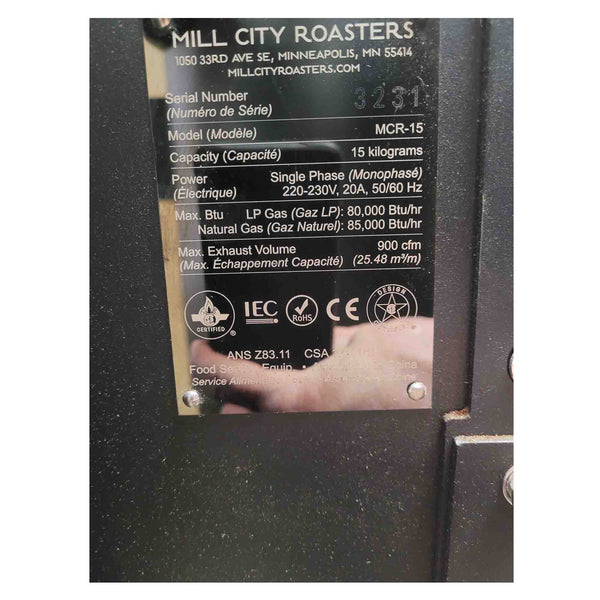 MILL CITY ROASTERS
1050 33RD AVE SE, MINNEAPOLIS, MN 55414
MILLCITYROASTERS.COM
Serial Number 3231
(Numéro de Série)
Model (Modèle) MCR-15
Capacity (Capacité) 15 kilograms
Power Single Phase (Monophasé)
(Électrique) 220-230V, 20A, 50/60 Hz
Max. Btu LP Gas (Gaz LP): 80,000 Btu/hr
Natural Gas (Gaz Naturel): 85,000 Btu/hr
Max. Exhaust Volume 900 cfm
(Max. Échappement Capacité) (25.48 m³/m)
CERTIFIED IEC RoHS CE DESIGN
ANS Z83.11 CSA
Food Equip. China
Service